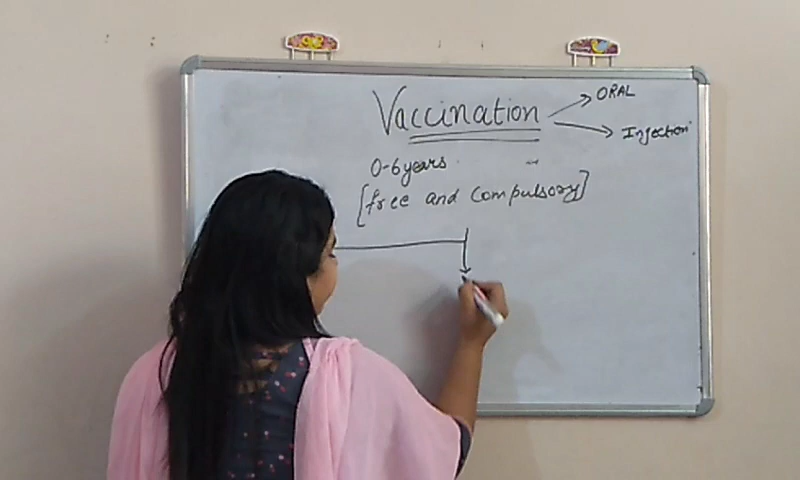 Vaccination
ORAL
Injection
0-6 years
[free and compulsory]